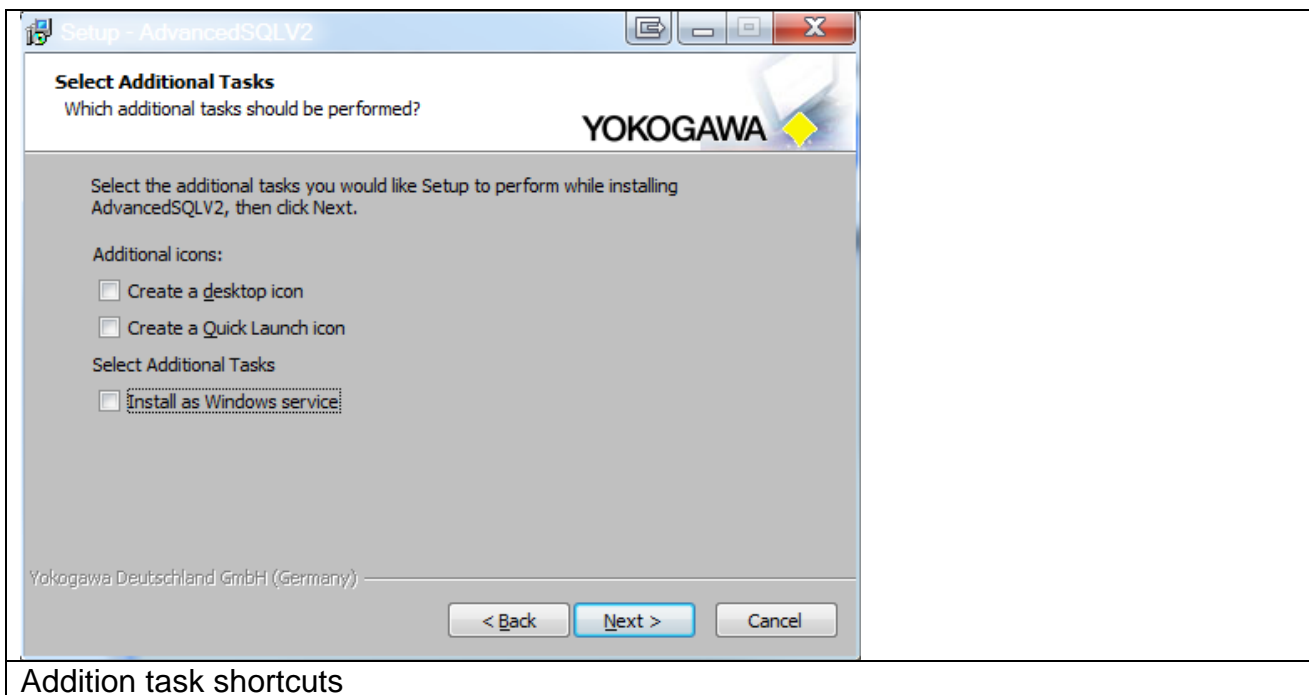 Setup - AdvancedSQLV2
Select Additional Tasks
Which additional tasks should be performed?
YOKOGAWA
Select the additional tasks you would like Setup to perform while installing
AdvancedSQLV2, then click Next.
Additional icons:
Create a desktop icon
Create a Quick Launch icon
Select Additional Tasks
Install as Windows service
Yokogawa Deutschland GmbH (Germany)
< Back Next > Cancel
Addition task shortcuts